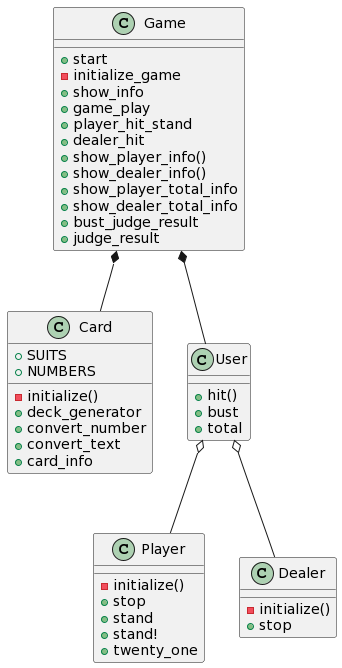 C Game
start
initialize_game
show_info
game_play
player_hit_stand
dealer_hit
show_player_info()
show_dealer_info()
show_player_total_info
show_dealer_total_info
bust_judge_result
judge_result
C Card
SUITS
NUMBERS
initialize()
deck_generator
convert_number
convert_text
card_info
C User
hit()
bust
total
C Player
initialize()
stop
stand
stand!
twenty_one
C Dealer
initialize()
stop